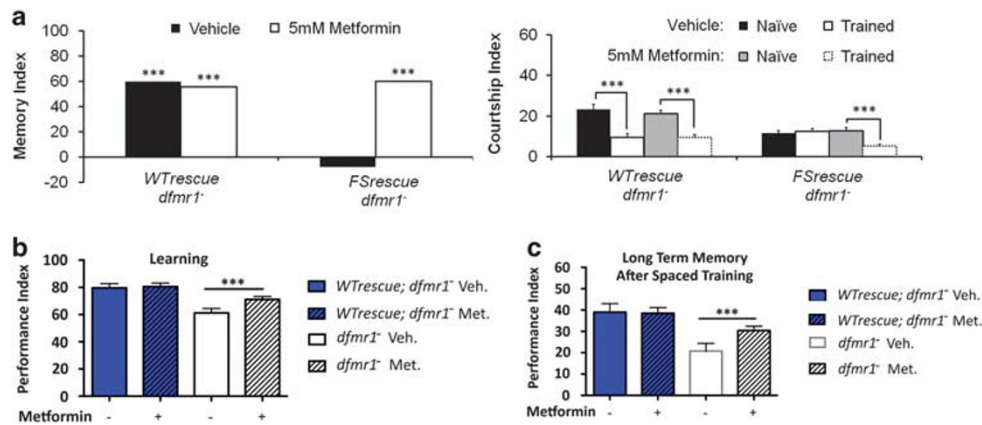 a
Memory Index
100
80
60
40
20
0
-20
Vehicle 5mM Metformin
*** ***
***
WTrescue
dfmr1-
FSrescue
dfmr1-
Courtship Index
60
40
20
0
Vehicle: Naïve Trained
5mM Metformin: Naïve Trained
*** ***
***
WTrescue
dfmr1-
FSrescue
dfmr1-
b
Learning
Performance Index
100
80
60
40
20
0
***
Metformin - + - +
WTrescue; dfmr1- Veh.
WTrescue; dfmr1- Met.
dfmr1- Veh.
dfmr1- Met.
c
Long Term Memory
After Spaced Training
Performance Index
60
50
40
30
20
10
0
***
Metformin - + - +
WTrescue; dfmr1- Veh.
WTrescue; dfmr1- Met.
dfmr1- Veh.
dfmr1- Met.